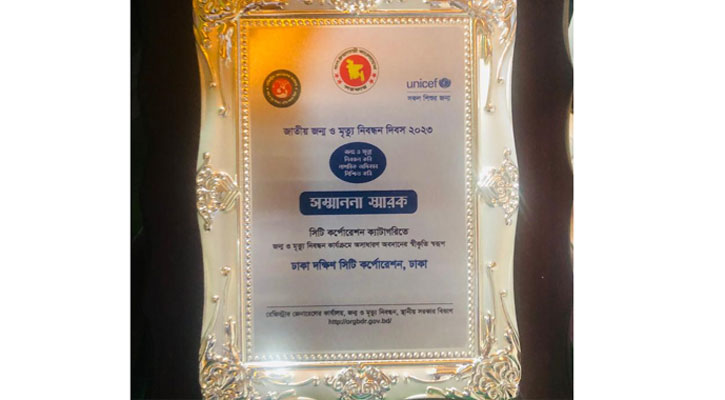 unicef
সকল শিশুর জন্য
জাতীয় জন্ম ও মৃত্যু নিবন্ধন দিবস ২০২৩
জন্ম ও মৃত্যু
নিবন্ধন করি
নাগরিক অধিকার
নিশ্চিত করি
সম্মাননা স্মারক
সিটি কর্পোরেশন ক্যাটাগরিতে
জন্ম ও মৃত্যু নিবন্ধন কার্যক্রমে অসাধারণ অবদানের স্বীকৃতি স্বরূপ
ঢাকা দক্ষিণ সিটি কর্পোরেশন, ঢাকা
রেজিস্ট্রার জেনারেলের কার্যালয়, জন্ম ও মৃত্যু নিবন্ধন, স্থানীয় সরকার বিভাগ
http://orgbdr.gov.bd/